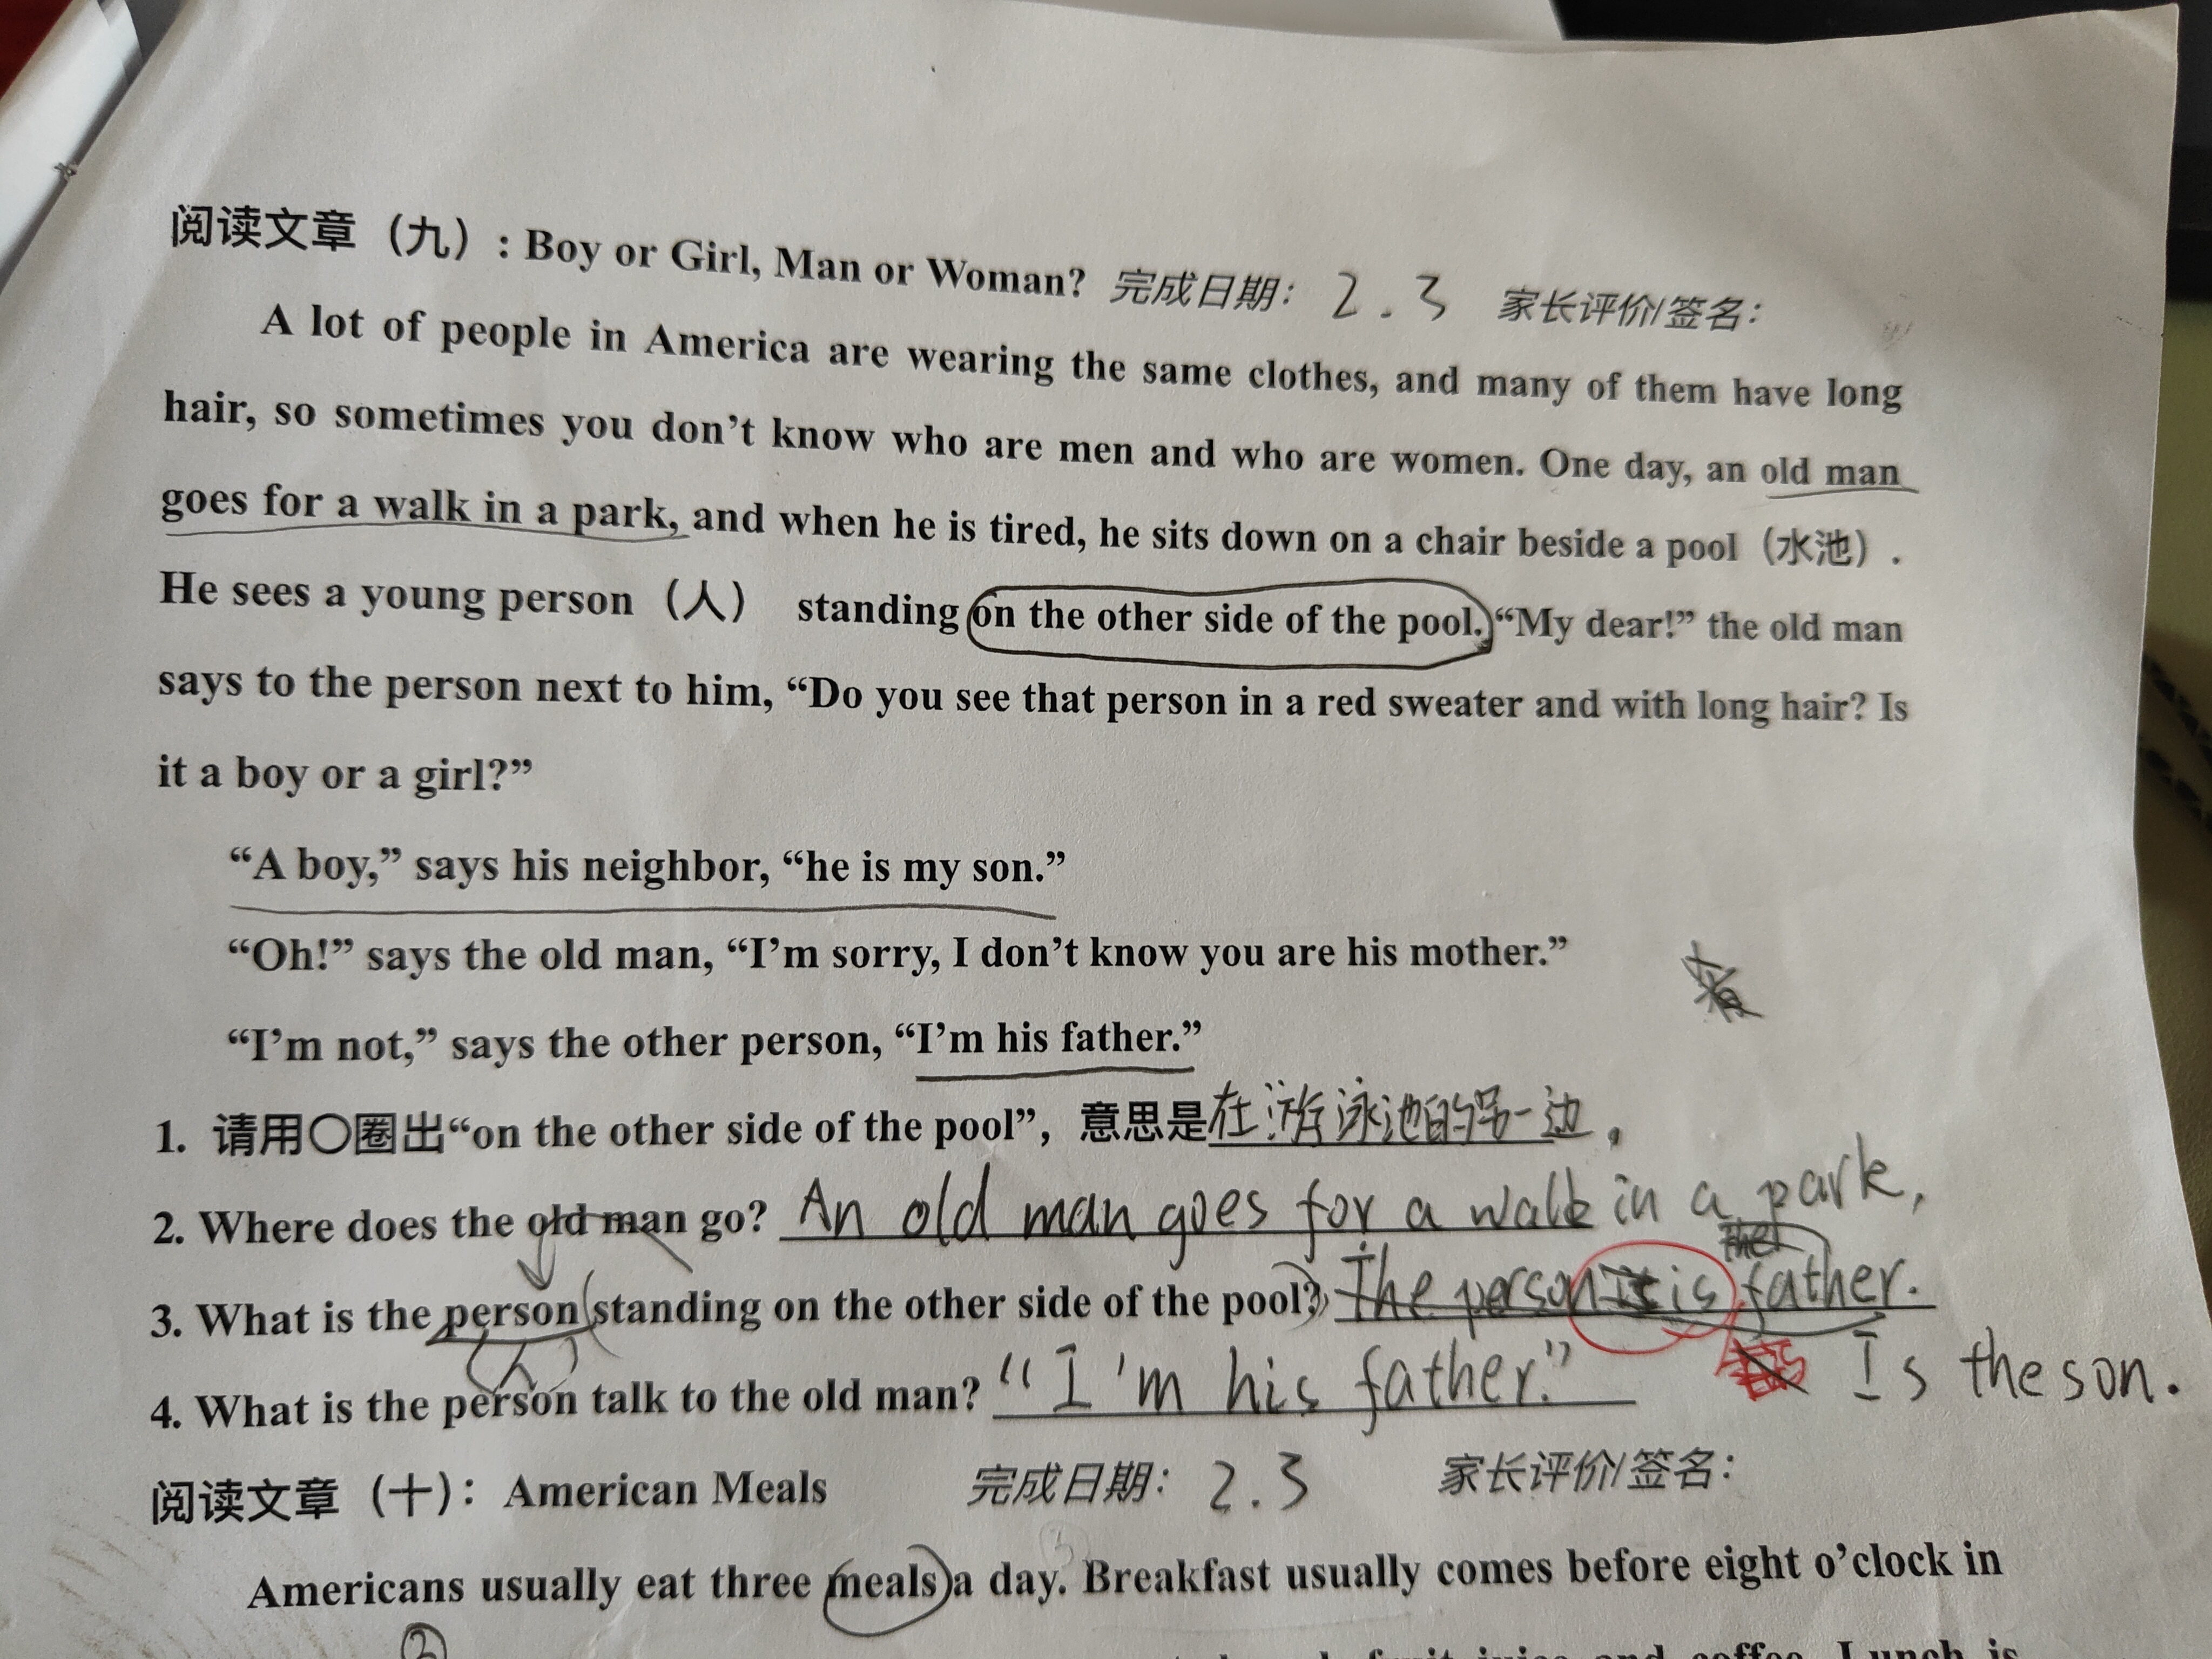 阅读文章（九）: Boy or Girl, Man or Woman? 完成日期： 2.3 家长评价/签名：
A lot of people in America are wearing the same clothes, and many of them have long
hair, so sometimes you don’t know who are men and who are women. One day, an old man
goes for a walk in a park, and when he is tired, he sits down on a chair beside a pool（水池）.
He sees a young person（人） standing on the other side of the pool. “My dear!” the old man
says to the person next to him, “Do you see that person in a red sweater and with long hair? Is
it a boy or a girl?”
“A boy,” says his neighbor, “he is my son.”
“Oh!” says the old man, “I’m sorry, I don’t know you are his mother.”
“I’m not,” says the other person, “I’m his father.”
1. 请用〇圈出“on the other side of the pool”，意思是在游泳池的另一边，
2. Where does the old man go? An old man goes for a walk in a park,
3. What is the person standing on the other side of the pool? The person is father.
(人)
Is the son.
4. What is the person talk to the old man? “I'm his father.”
阅读文章（十）: American Meals 完成日期： 2.3 家长评价/签名：
Americans usually eat three meals a day. Breakfast usually comes before eight o’clock in
②
fruit juice and coffee. Lunch is